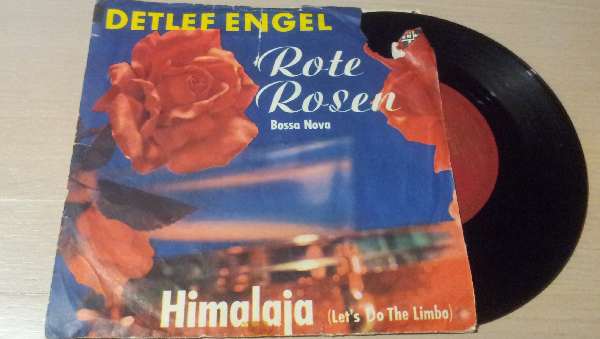 DETLEF ENGEL
Rote
Rosen
Bossa Nova
Himalaja (Let's Do The Limbo)